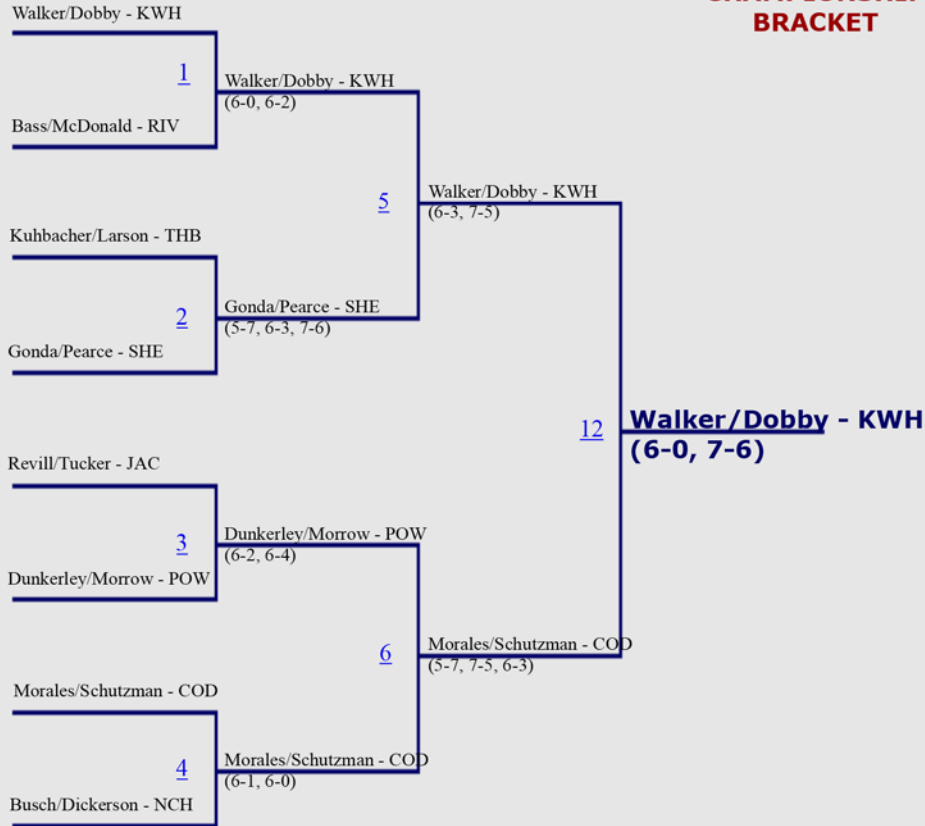 BRACKET
Walker/Dobby - KWH
1
Walker/Dobby - KWH
(6-0, 6-2)
Bass/McDonald - RIV
5
Walker/Dobby - KWH
(6-3, 7-5)
Kuhbacher/Larson - THB
2
Gonda/Pearce - SHE
(5-7, 6-3, 7-6)
Gonda/Pearce - SHE
12
Walker/Dobby - KWH
(6-0, 7-6)
Revill/Tucker - JAC
3
Dunkerley/Morrow - POW
(6-2, 6-4)
Dunkerley/Morrow - POW
6
Morales/Schutzman - COD
(5-7, 7-5, 6-3)
Morales/Schutzman - COD
4
Morales/Schutzman - COD
(6-1, 6-0)
Busch/Dickerson - NCH